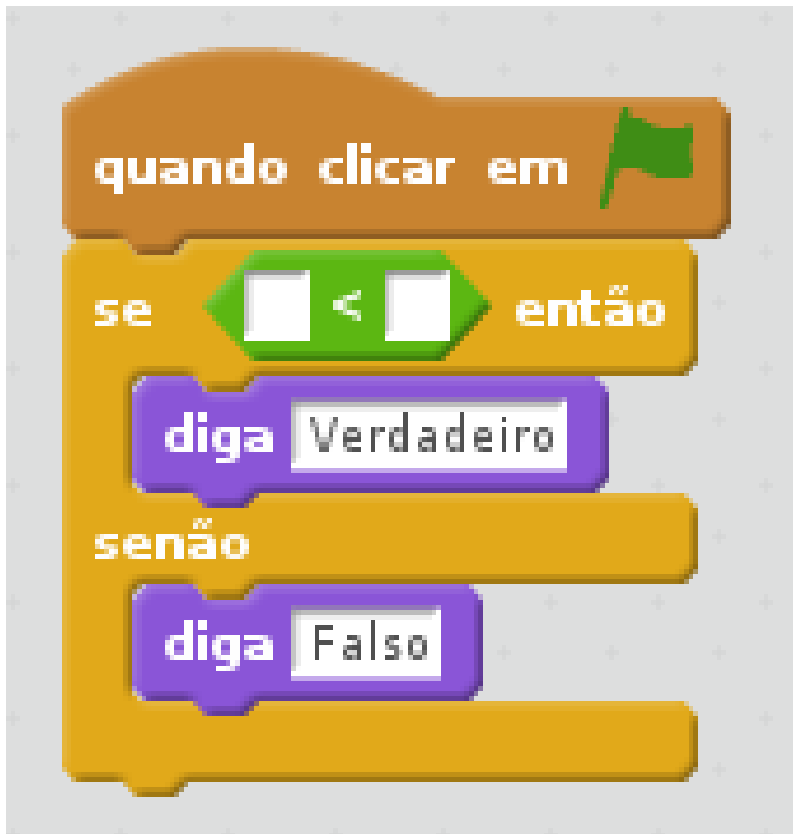 quando clicar em
se < então
diga Verdadeiro
senão
diga Falso